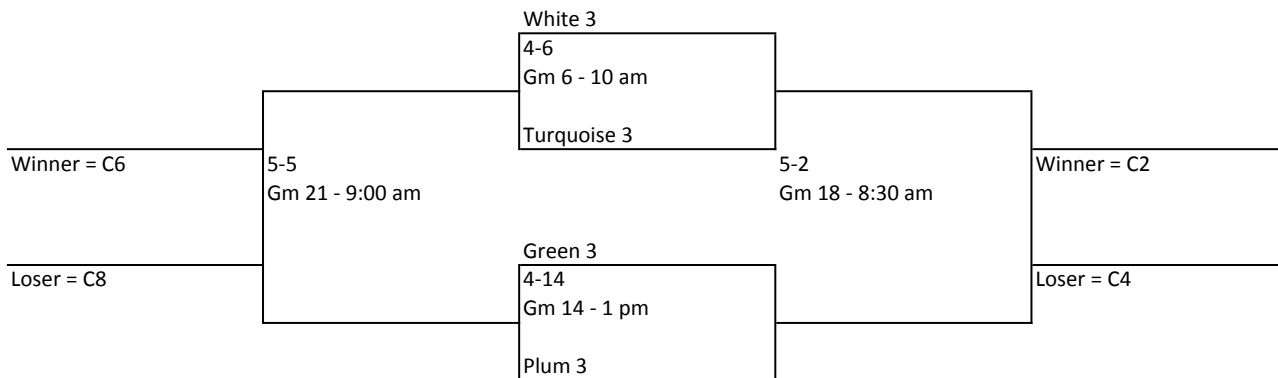 White 3
4-6
Gm 6 - 10 am
Turquoise 3
Winner = C6
5-5
5-2
Winner = C2
Gm 21 - 9:00 am
Gm 18 - 8:30 am
Green 3
Loser = C8
4-14
Loser = C4
Gm 14 - 1 pm
Plum 3